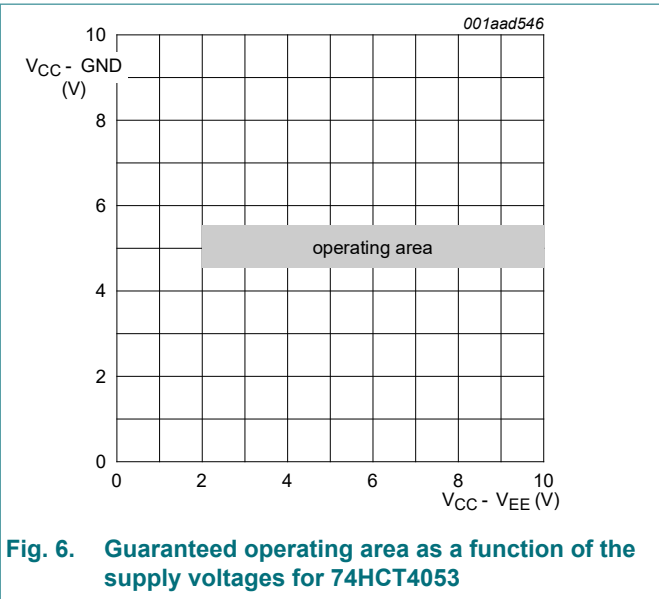 001aad546
10
VCC - GND
(V)
8
6
operating area
4
2
0
0 2 4 6 8 10
VCC - VEE (V)
Fig. 6. Guaranteed operating area as a function of the
supply voltages for 74HCT4053